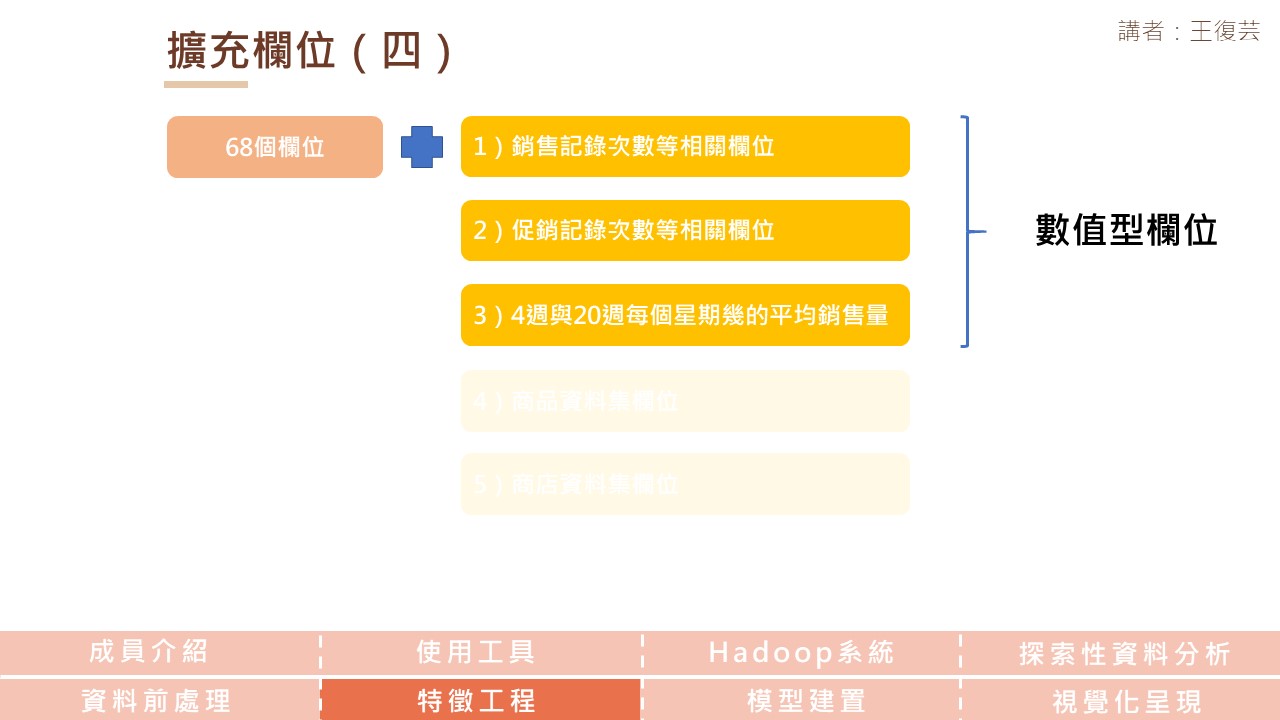 擴充欄位（四）
講者：王復芸
68個欄位
1）銷售記錄次數等相關欄位
2）促銷記錄次數等相關欄位
3）4週與20週每個星期幾的平均銷售量
數值型欄位
4）商品資料集欄位
5）商店資料集欄位
成員介紹
使用工具
Hadoop系統
探索性資料分析
資料前處理
特徵工程
模型建置
視覺化呈現